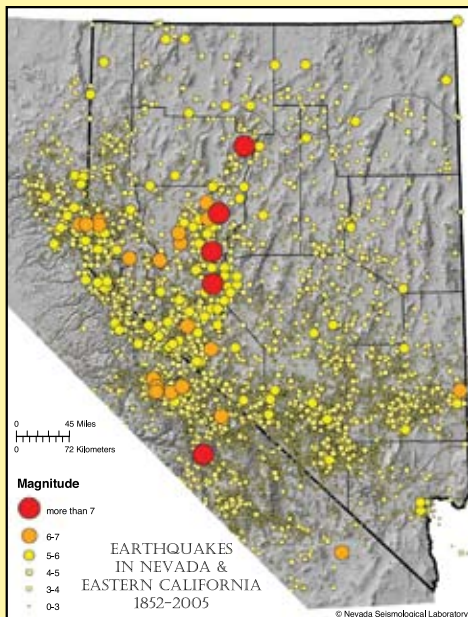 0 45 Miles
0 72 Kilometers
Magnitude
more than 7
6-7
5-6
4-5
3-4
0-3
EARTHQUAKES
IN NEVADA &
EASTERN CALIFORNIA
1852-2005
© Nevada Seismological Laboratory